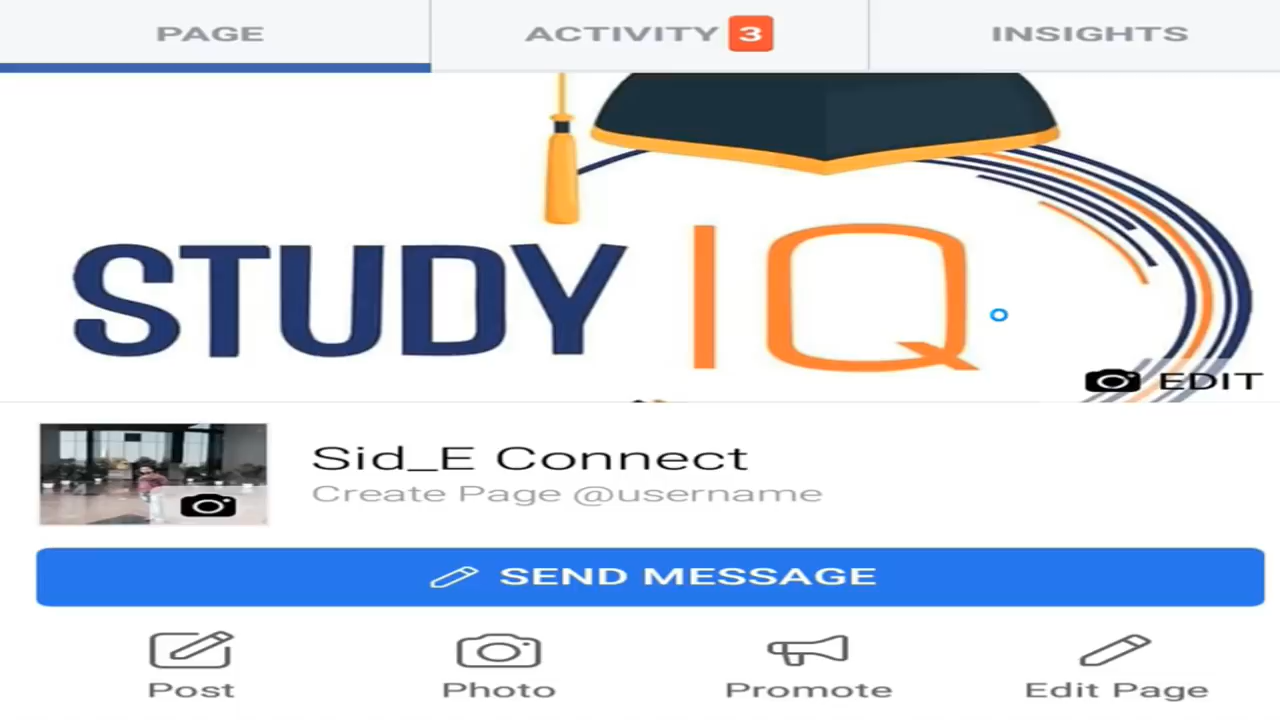 PAGE
ACTIVITY 3
INSIGHTS
STUDY IQ
EDIT
Sid_E Connect
Create Page @username
SEND MESSAGE
Post
Photo
Promote
Edit Page